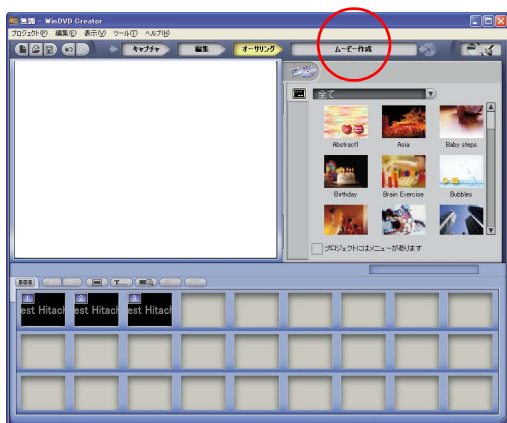 無題 - WinDVD Creator
プロジェクト(P) 編集(E) 表示(V) ツール(T) ヘルプ(H)
キャプチャ 編集 オーサリング ムービー作成
全て
Abstract1 Asia Baby steps
Birthday Brain Exercise Bubbles
プロジェクトにはメニューがあります
T...
1 2 3
est Hitach est Hitach est Hitach